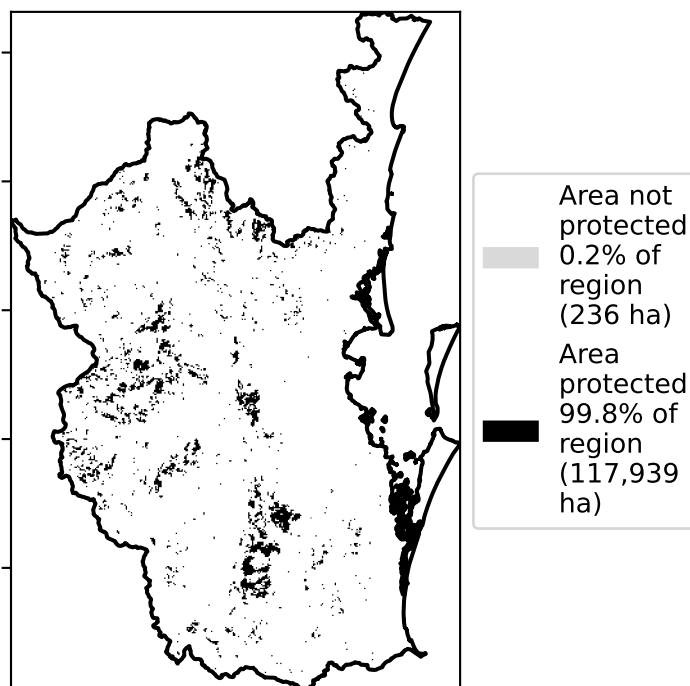 Area not
protected
0.2% of
region
(236 ha)
Area
protected
99.8% of
region
(117,939
ha)